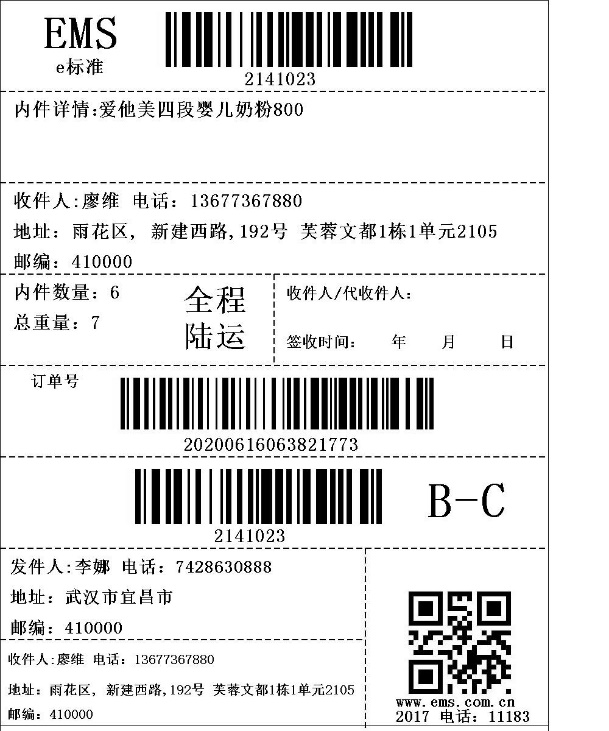 EMS
e标准
2141023
内件详情:爱他美四段婴儿奶粉800
收件人:廖维 电话: 13677367880
地址: 雨花区, 新建西路,192号 芙蓉文都1栋1单元2105
邮编: 410000
内件数量: 6
总重量: 7
全程
陆运
收件人/代收件人:
签收时间: 年 月 日
订单号
20200616063821773
2141023
B-C
发件人:李娜 电话: 7428630888
地址: 武汉市宜昌市
邮编: 410000
收件人:廖维 电话: 13677367880
地址: 雨花区, 新建西路,192号 芙蓉文都1栋1单元2105
邮编: 410000
www.ems.com.cn
2017 电话:11183